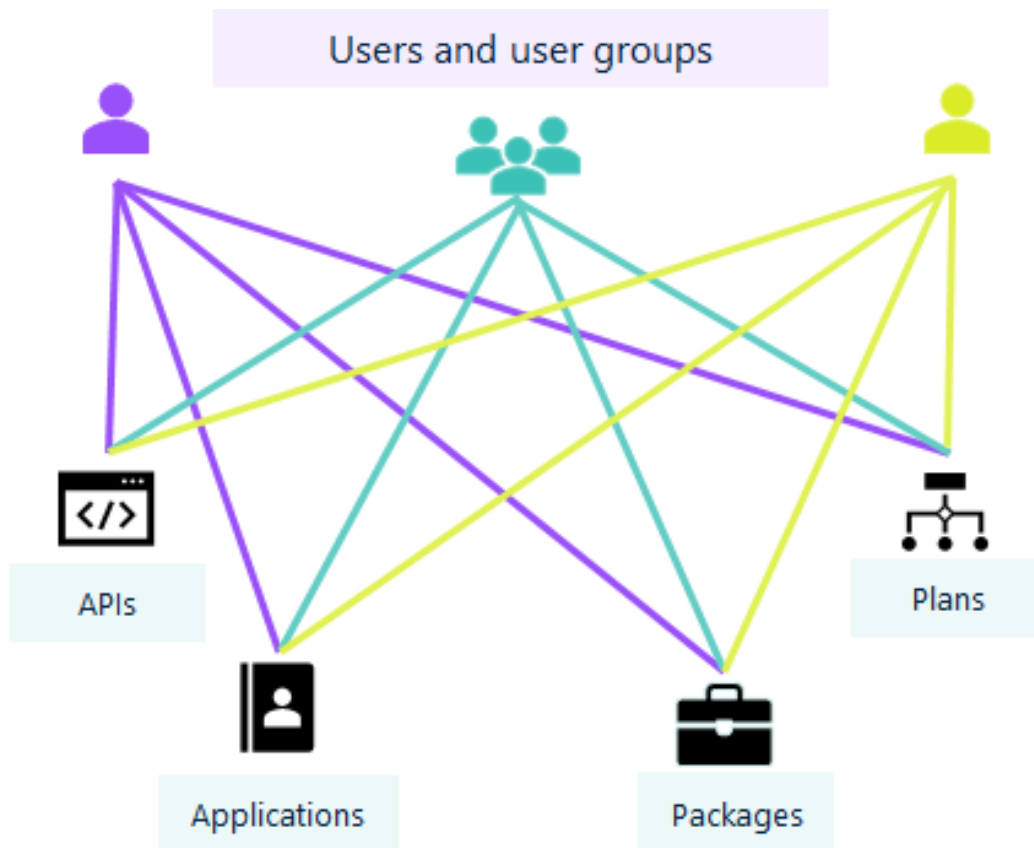 Users and user groups
</>
APIs
Plans
Applications
Packages